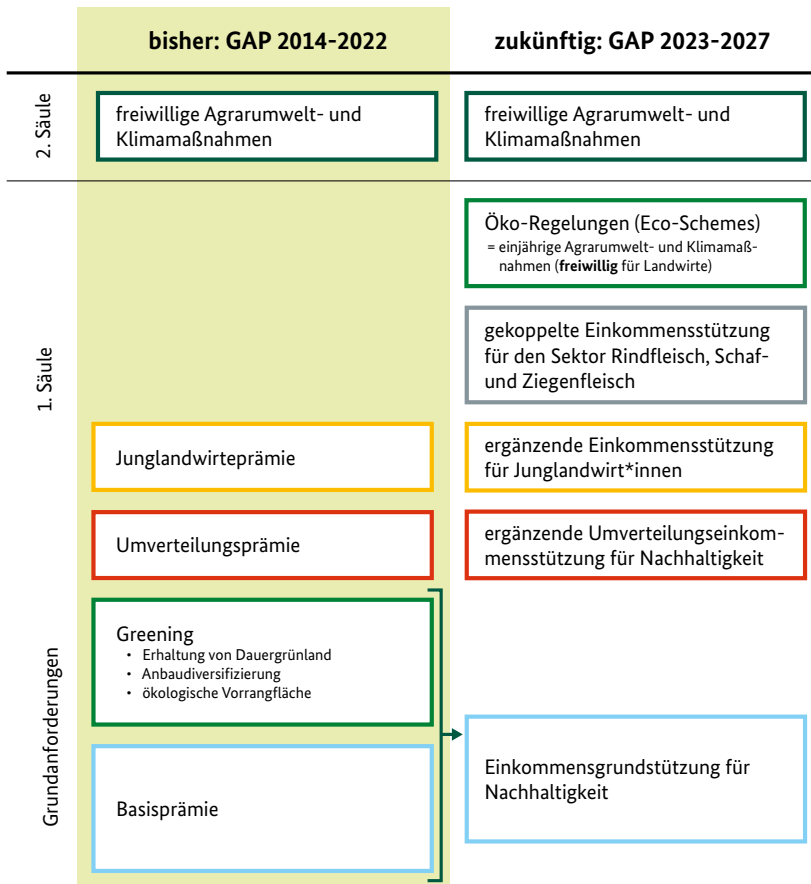 bisher: GAP 2014-2022
zukünftig: GAP 2023-2027
2. Säule
freiwillige Agrarumwelt- und
Klimamaßnahmen
freiwillige Agrarumwelt- und
Klimamaßnahmen
1. Säule
Öko-Regelungen (Eco-Schemes)
= einjährige Agrarumwelt- und Klimamaß-
nahmen (freiwillig für Landwirte)
gekoppelte Einkommensstützung
für den Sektor Rindfleisch, Schaf-
und Ziegenfleisch
Junglandwirteprämie
ergänzende Einkommensstützung
für Junglandwirt*innen
Umverteilungsprämie
ergänzende Umverteilungseinkom-
mensstützung für Nachhaltigkeit
Grundanforderungen
Greening
• Erhaltung von Dauergrünland
• Anbaudiversifizierung
• ökologische Vorrangfläche
Basisprämie
Einkommensgrundstützung für
Nachhaltigkeit